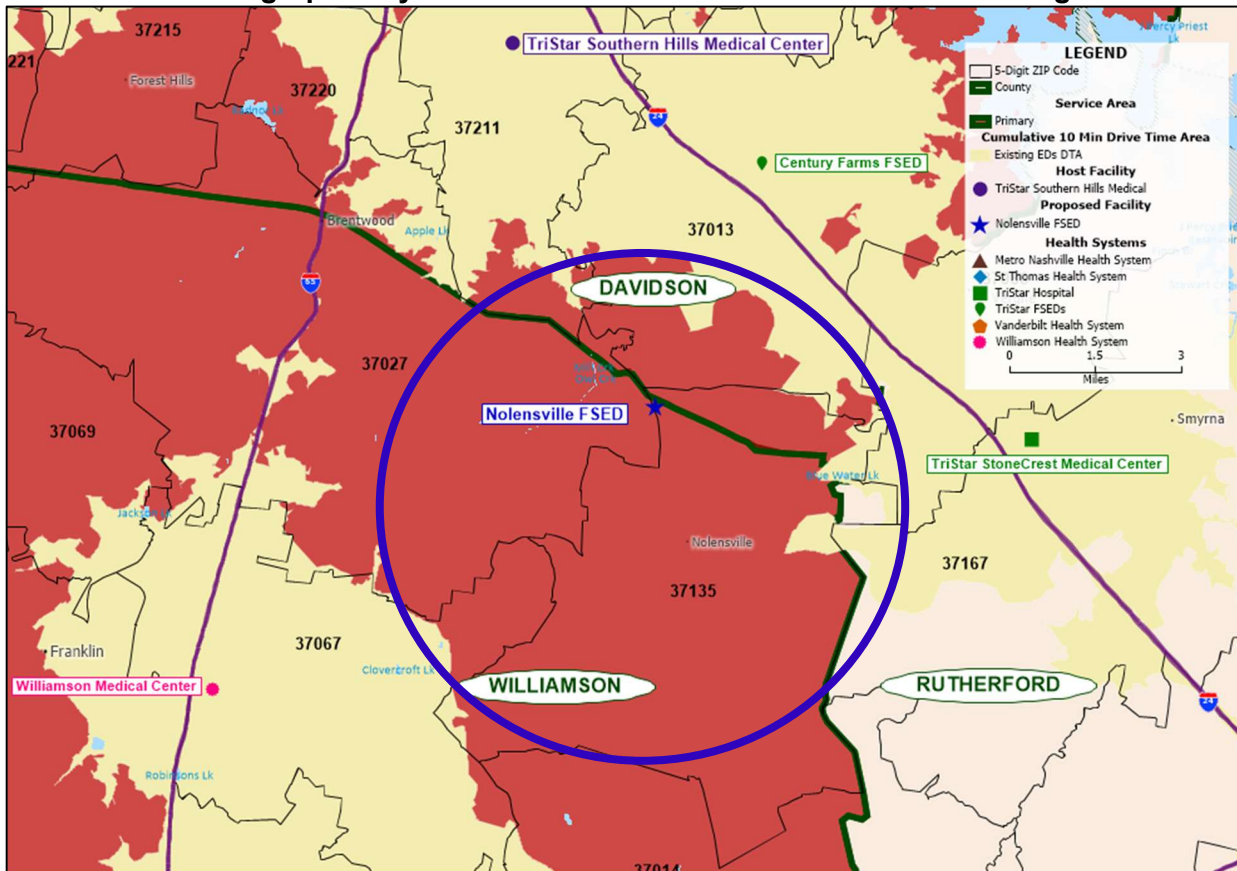 37215
TriStar Southern Hills Medical Center
221
Forest Hills
37220
37211
24
Century Farms FSED
37013
Brentwood
Apple Lk
65
DAVIDSON
37027
Nolensville FSED
37069
Smyrna
TriStar StoneCrest Medical Center
Blue Water Lk
Jackson Lk
Nolensville
37167
37135
37067
Franklin
Clovercroft Lk
Williamson Medical Center
WILLIAMSON
RUTHERFORD
24
Robinsons Lk
37014
LEGEND
5-Digit ZIP Code
County
Service Area
Primary
Cumulative 10 Min Drive Time Area
Existing EDs DTA
Host Facility
TriStar Southern Hills Medical
Proposed Facility
Nolensville FSED
Health Systems
Metro Nashville Health System
St Thomas Health System
TriStar Hospital
TriStar FSEDs
Vanderbilt Health System
Williamson Health System
0 1.5 3
Miles